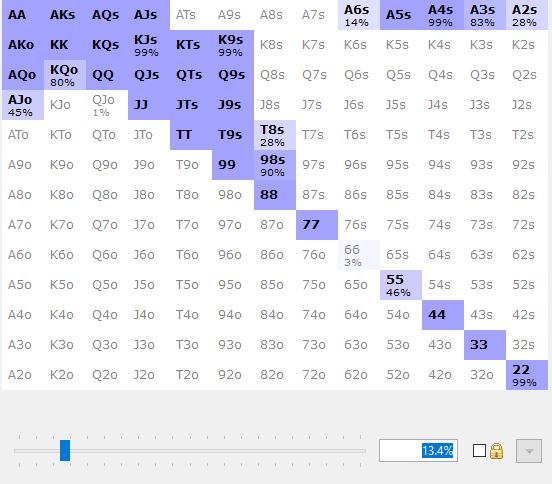 AA AKs AQs AJs ATs A9s A8s A7s A6s A5s A4s A3s A2s
14% 99% 83% 28%
AKo KK KQs KJs KTs K9s K8s K7s K6s K5s K4s K3s K2s
99% 99%
AQo KQo QQ QJs QTs Q9s Q8s Q7s Q6s Q5s Q4s Q3s Q2s
80%
AJo KJo QJo JJ JTs J9s J8s J7s J6s J5s J4s J3s J2s
45% 1%
ATo KTo QTo JTo TT T9s T8s T7s T6s T5s T4s T3s T2s
28%
A9o K9o Q9o J9o T9o 99 98s 97s 96s 95s 94s 93s 92s
90%
A8o K8o Q8o J8o T8o 98o 88 87s 86s 85s 84s 83s 82s
A7o K7o Q7o J7o T7o 97o 87o 77 76s 75s 74s 73s 72s
A6o K6o Q6o J6o T6o 96o 86o 76o 66 65s 64s 63s 62s
3%
A5o K5o Q5o J5o T5o 95o 85o 75o 65o 55 54s 53s 52s
46%
A4o K4o Q4o J4o T4o 94o 84o 74o 64o 54o 44 43s 42s
A3o K3o Q3o J3o T3o 93o 83o 73o 63o 53o 43o 33 32s
A2o K2o Q2o J2o T2o 92o 82o 72o 62o 52o 42o 32o 22
99%
13.4%